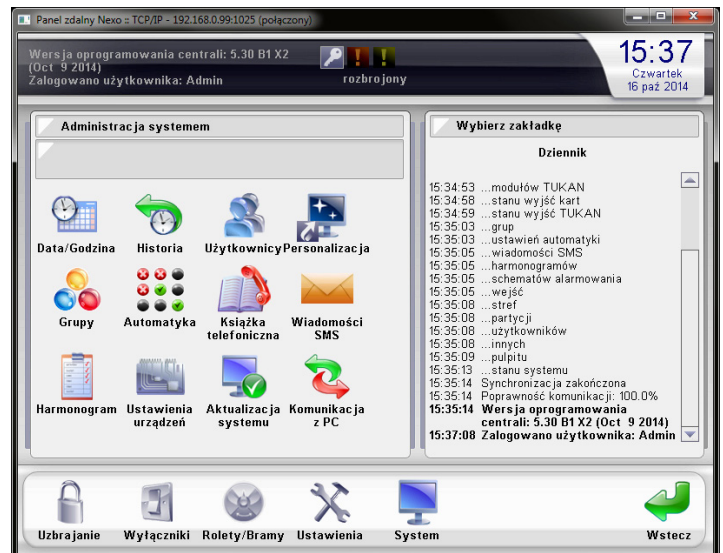 Panel zdalny Nexo :: TCP/IP - 192.168.0.99:1025 (połączony)
Wersja oprogramowania centrali: 5.30 B1 X2
(Oct 9 2014)
Zalogowano użytkownika: Admin
rozbrojony
15:37
Czwartek
16 paź 2014
Administracja systemem
Data/Godzina
Historia
Użytkownicy
Personalizacja
Grupy
Automatyka
Książka
telefoniczna
Wiadomości
SMS
Harmonogram
Ustawienia
urządzeń
Aktualizacja
systemu
Komunikacja
z PC
Wybierz zakładkę
Dziennik
15:34:53 ...modułów TUKAN
15:34:58 ...stanu wyjść kart
15:34:59 ...stanu wyjść TUKAN
15:35:03 ...grup
15:35:03 ...ustawień automatyki
15:35:05 ...wiadomości SMS
15:35:05 ...harmonogramów
15:35:05 ...schematów alarmowania
15:35:05 ...wejść
15:35:08 ...stref
15:35:08 ...partycji
15:35:08 ...użytkowników
15:35:08 ...innych
15:35:09 ...pulpitu
15:35:13 ...stanu systemu
15:35:14 Synchronizacja zakończona
15:35:14 Poprawność komunikacji: 100.0%
15:35:14 Wersja oprogramowania
centrali: 5.30 B1 X2 (Oct 9 2014)
15:37:08 Zalogowano użytkownika: Admin
Uzbrajanie
Wyłączniki
Rolety/Bramy
Ustawienia
System
Wstecz